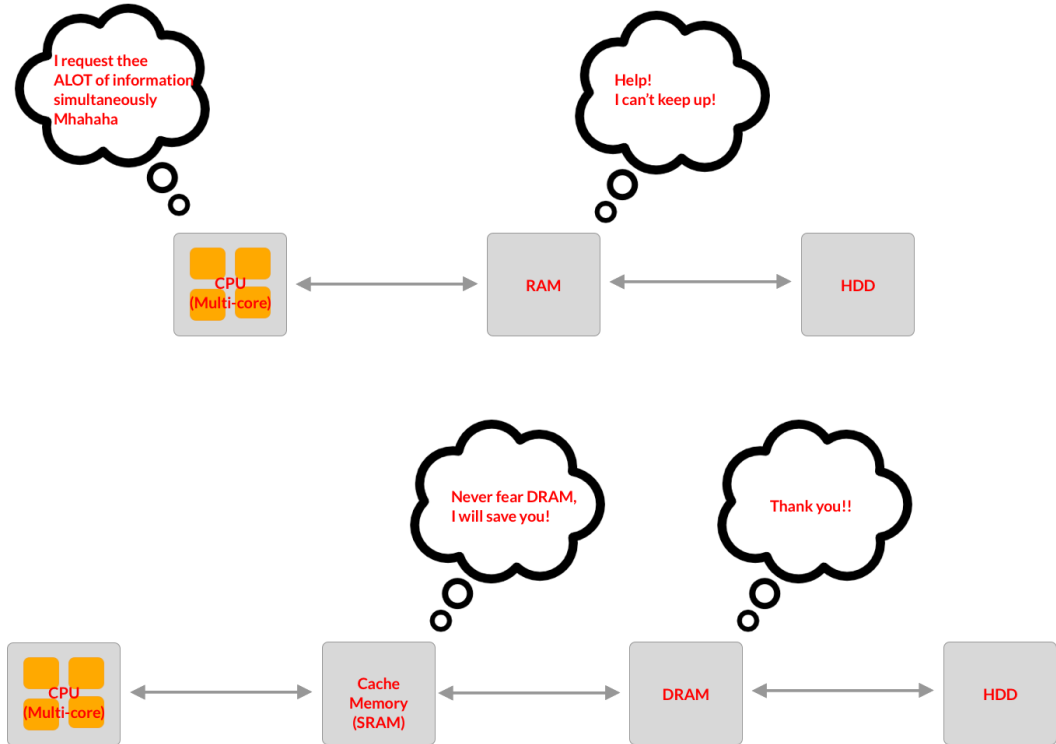 I request thee
ALOT of information
simultaneously
Mhahaha
Help!
I can't keep up!
CPU
(Multi-core)
RAM
HDD
Never fear DRAM,
I will save you!
Thank you!!
CPU
(Multi-core)
Cache
Memory
(SRAM)
DRAM
HDD